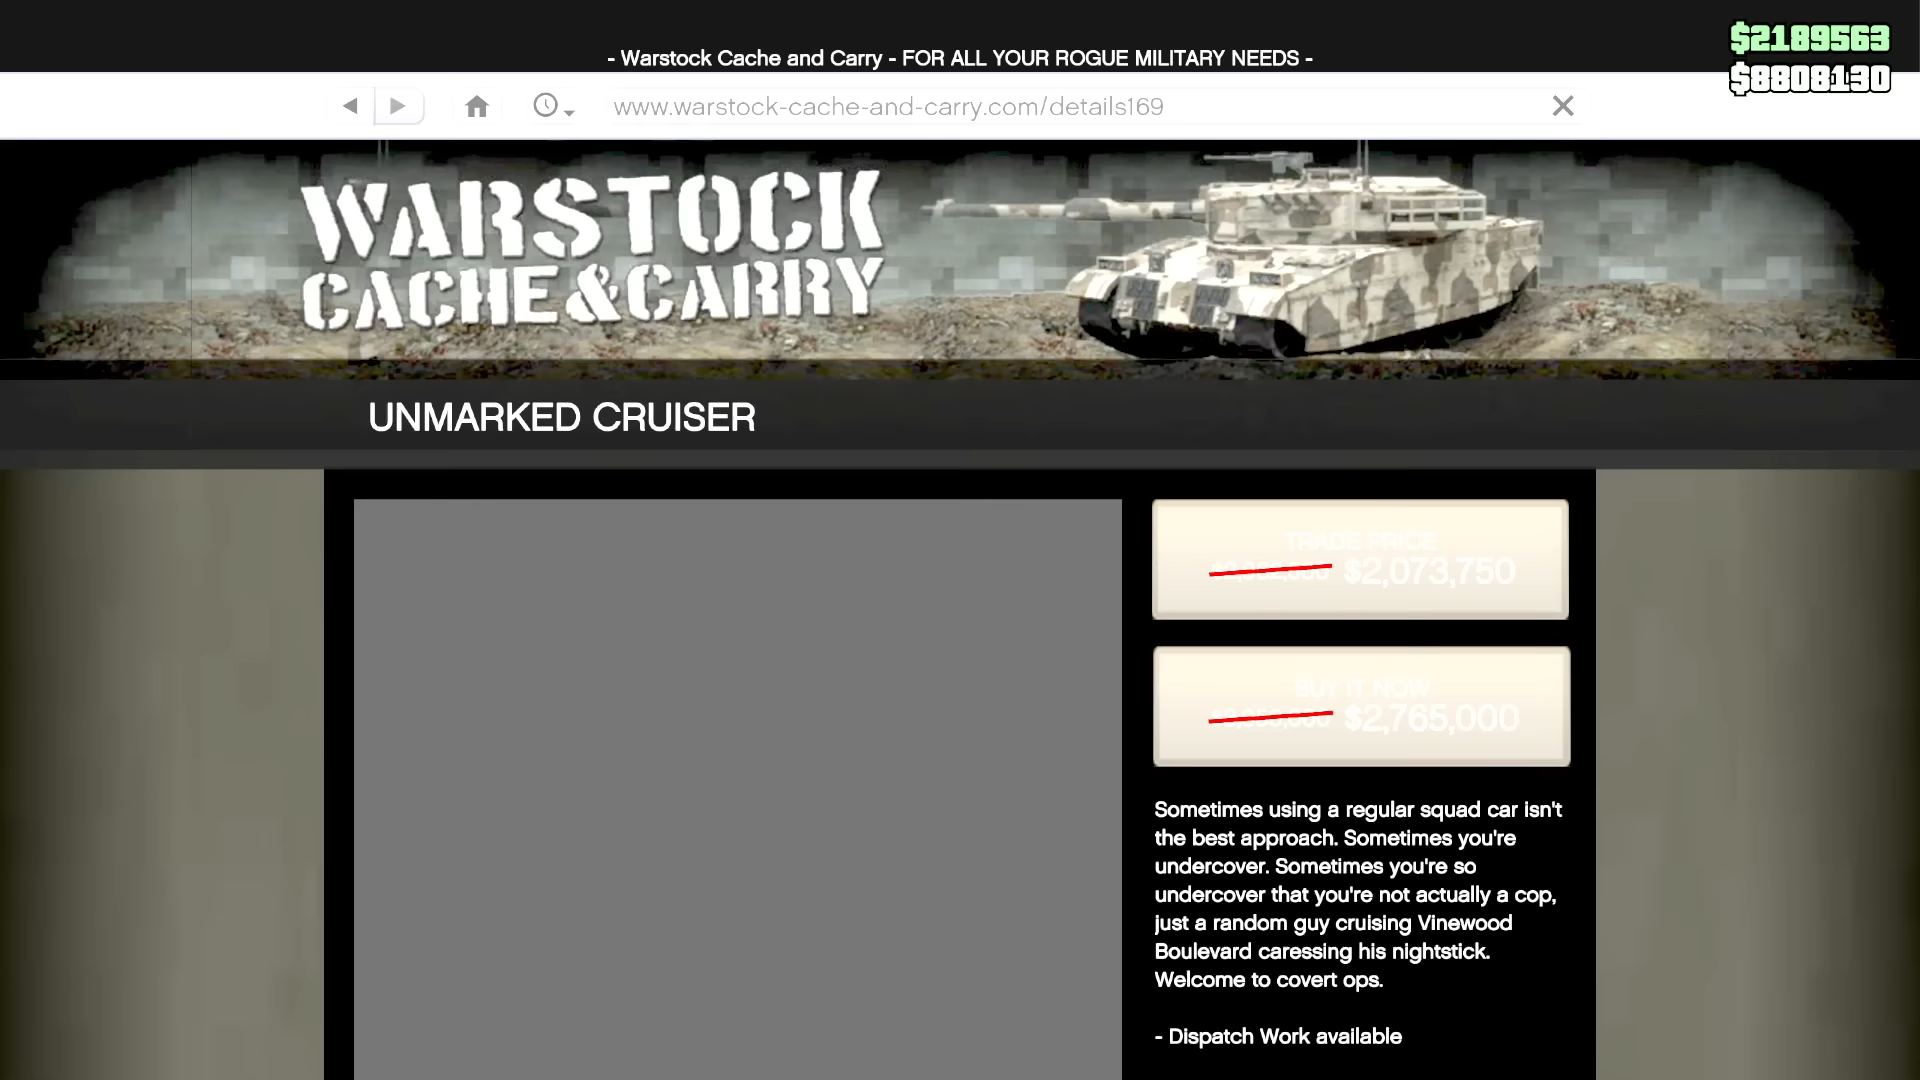 - Warstock Cache and Carry - FOR ALL YOUR ROGUE MILITARY NEEDS -
$2189563
$8808130
www.warstock-cache-and-carry.com/details169
WARSTOCK
CACHE & CARRY
UNMARKED CRUISER
TRADE PRICE
$2,073,750
BUY IT NOW
$2,765,000
Sometimes using a regular squad car isn't
the best approach. Sometimes you're
undercover. Sometimes you're so
undercover that you're not actually a cop,
just a random guy cruising Vinewood
Boulevard caressing his nightstick.
Welcome to covert ops.
- Dispatch Work available